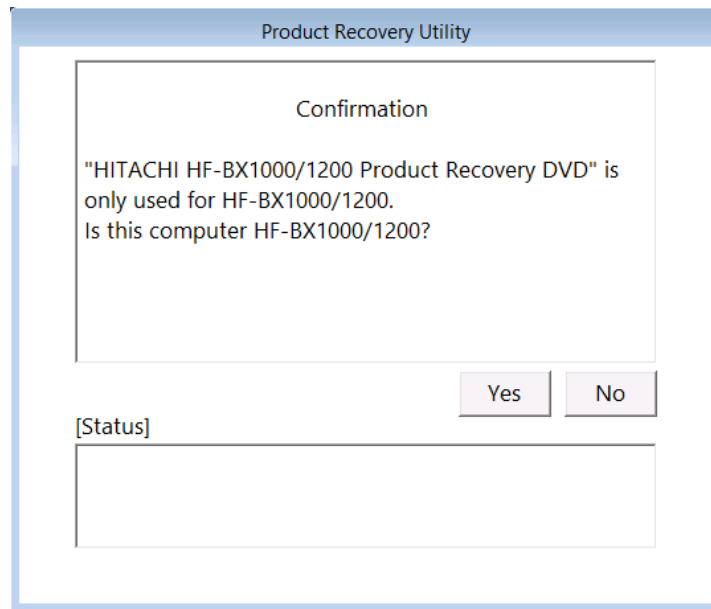 Product Recovery Utility
Confirmation
"HITACHI HF-BX1000/1200 Product Recovery DVD" is
only used for HF-BX1000/1200.
Is this computer HF-BX1000/1200?
Yes No
[Status]